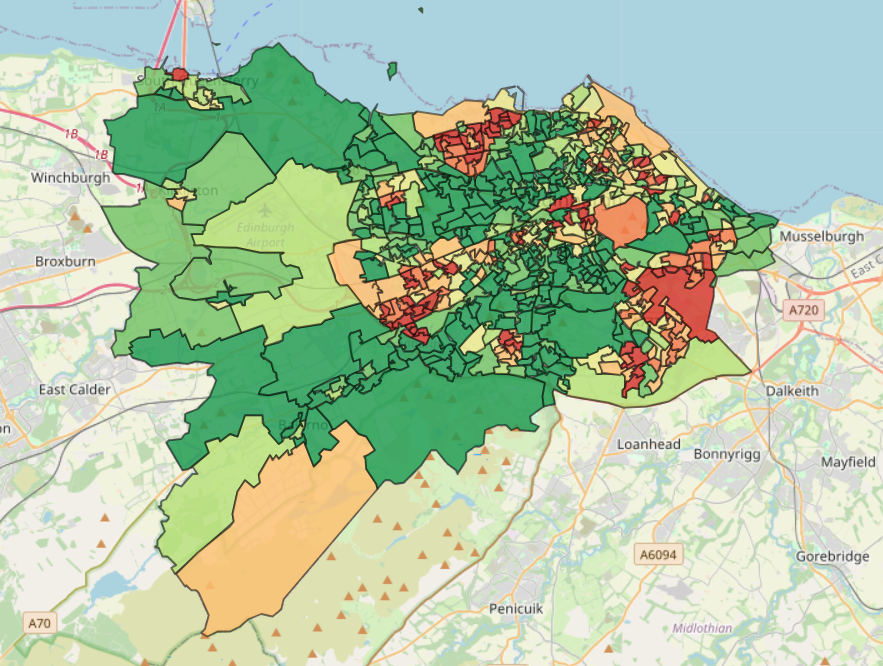 1B
1B
Winchburgh
Edinburgh
Airport
Broxburn
Musselburgh
East C
A720
East Calder
Dalkeith
Loanhead
Bonnyrigg
Mayfield
A6094
Gorebridge
Penicuik
A70
Midlothian